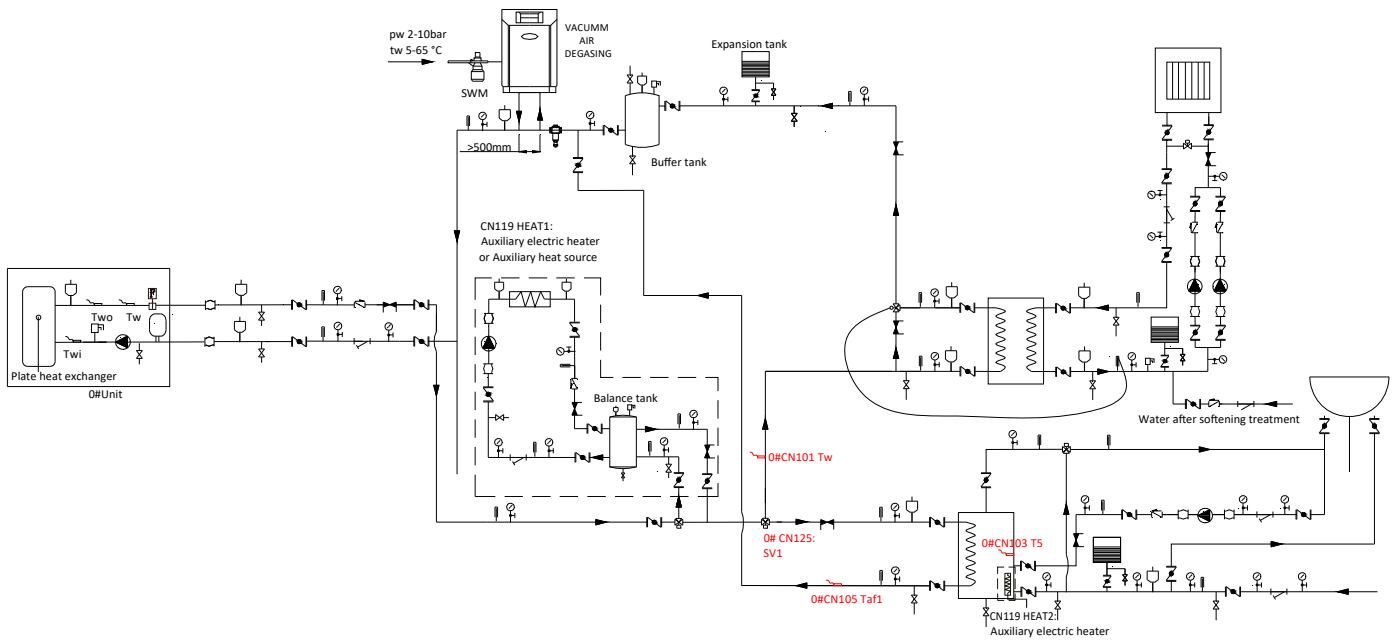 pw 2-10bar
tw 5-65 °C
SWM
VACUMM
AIR
DEGASING
Expansion tank
>500mm
Buffer tank
CN119 HEAT1:
Auxiliary electric heater
or Auxiliary heat source
Two
Tw
Twi
Plate heat exchanger
0#Unit
Balance tank
Water after softening treatment
0#CN101 Tw
0# CN125:
SV1
0#CN103 T5
0#CN105 Taf1
CN119 HEAT2:
Auxiliary electric heater